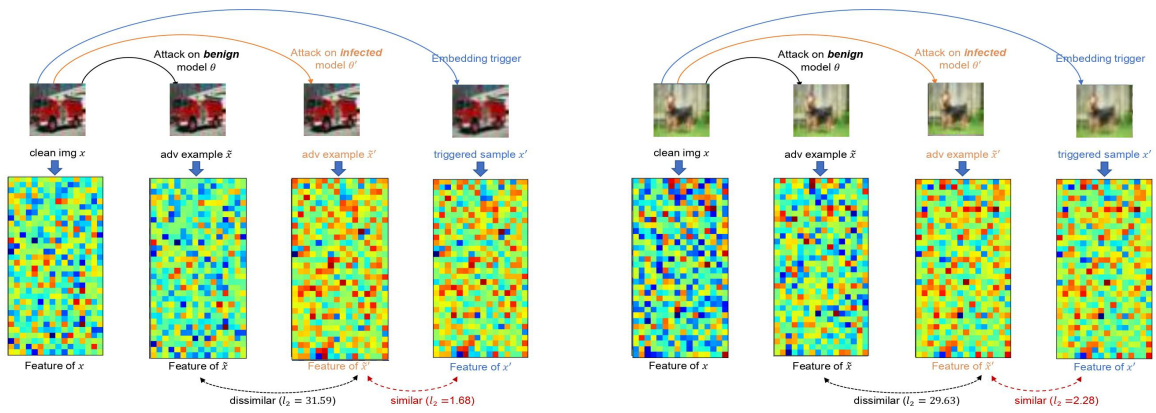 Attack on benign
model θ
Attack on infected
model θ′
Embedding trigger
clean img x
adv example x̃
adv example x̃′
triggered sample x′
Feature of x
Feature of x̃
Feature of x̃′
Feature of x′
dissimilar (l₂ = 31.59)
similar (l₂ =1.68)
Attack on benign
model θ
Attack on infected
model θ′
Embedding trigger
clean img x
adv example x̃
adv example x̃′
triggered sample x′
Feature of x
Feature of x̃
Feature of x̃′
Feature of x′
dissimilar (l₂ = 29.63)
similar (l₂ =2.28)